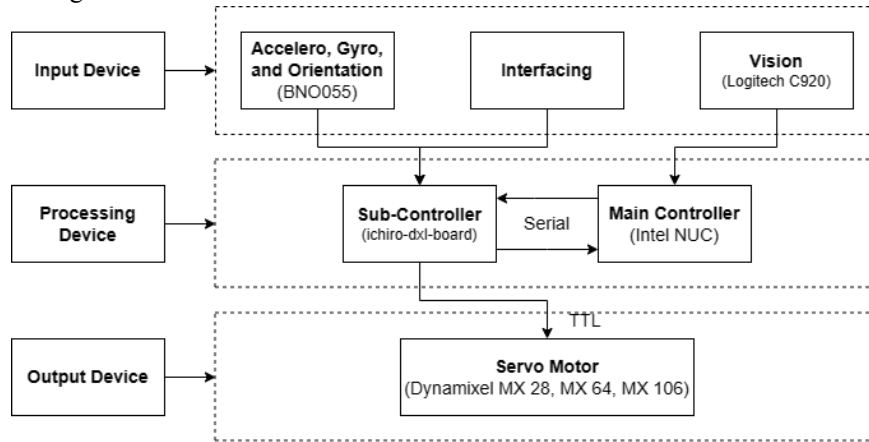 Input Device
Accelero, Gyro,
and Orientation
(BNO055)
Interfacing
Vision
(Logitech C920)
Processing
Device
Sub-Controller
(ichiro-dxl-board)
Serial
Main Controller
(Intel NUC)
TTL
Output Device
Servo Motor
(Dynamixel MX 28, MX 64, MX 106)